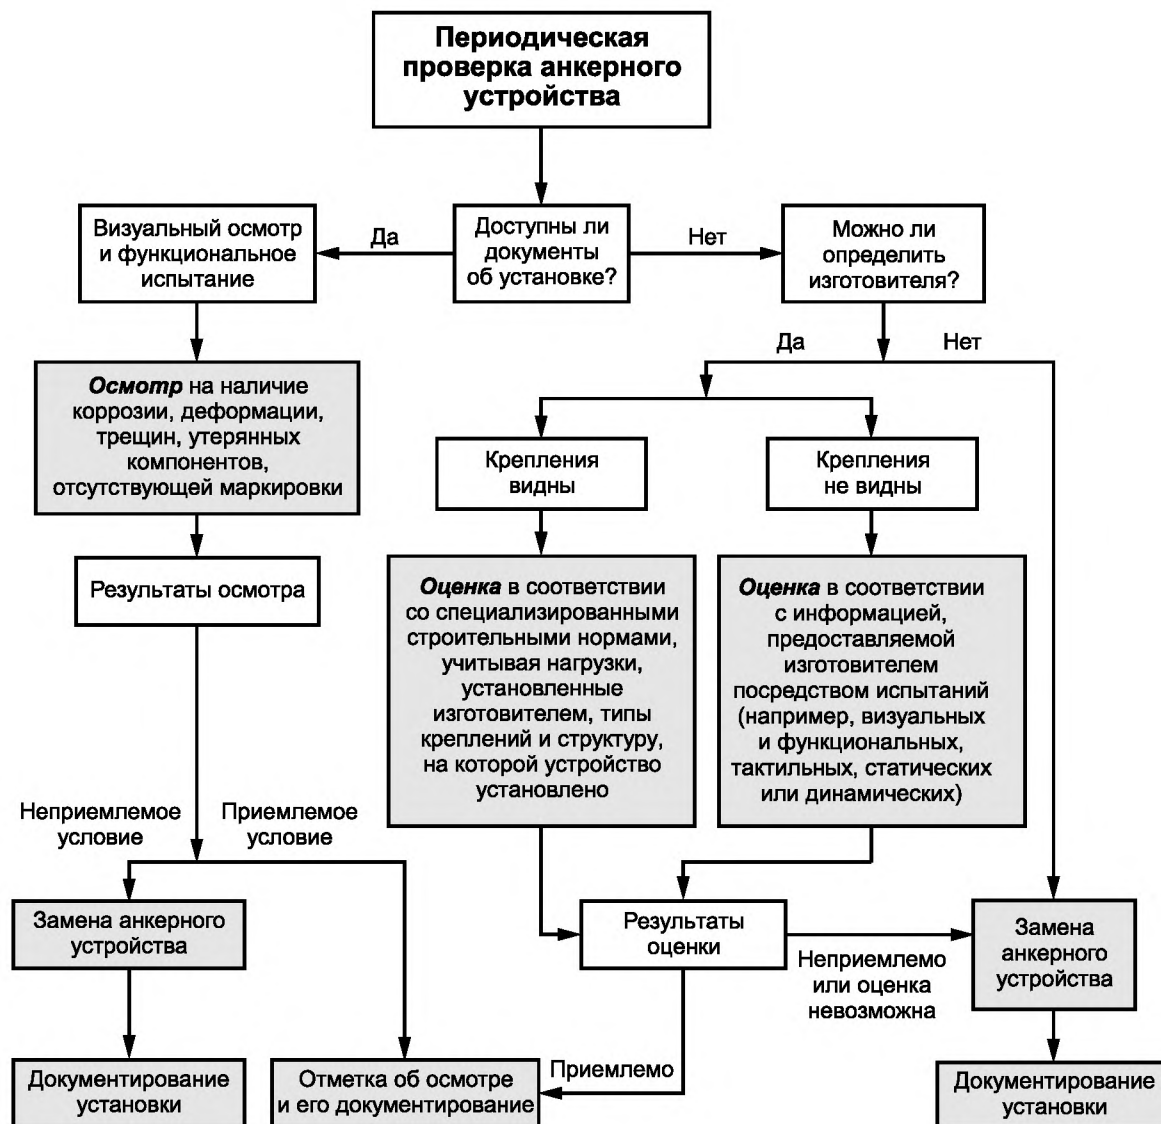 Периодическая
проверка анкерного
устройства
Визуальный осмотр
и функциональное
испытание
Да
Доступны ли
документы
об установке?
Нет
Можно ли
определить
изготовителя?
Да
Нет
Осмотр на наличие
коррозии, деформации,
трещин, утерянных
компонентов,
отсутствующей маркировки
Крепления
видны
Крепления
не видны
Результаты осмотра
Оценка в соответствии
со специализированными
строительными нормами,
учитывая нагрузки,
установленные
изготовителем, типы
креплений и структуру,
на которой устройство
установлено
Оценка в соответствии
с информацией,
предоставляемой
изготовителем
посредством испытаний
(например, визуальных
и функциональных,
тактильных, статических
или динамических)
Неприемлемое
условие
Приемлемое
условие
Замена анкерного
устройства
Результаты
оценки
Неприемлемо
или оценка
невозможна
Замена
анкерного
устройства
Документирование
установки
Отметка об осмотре
и его документирование
Приемлемо
Документирование
установки